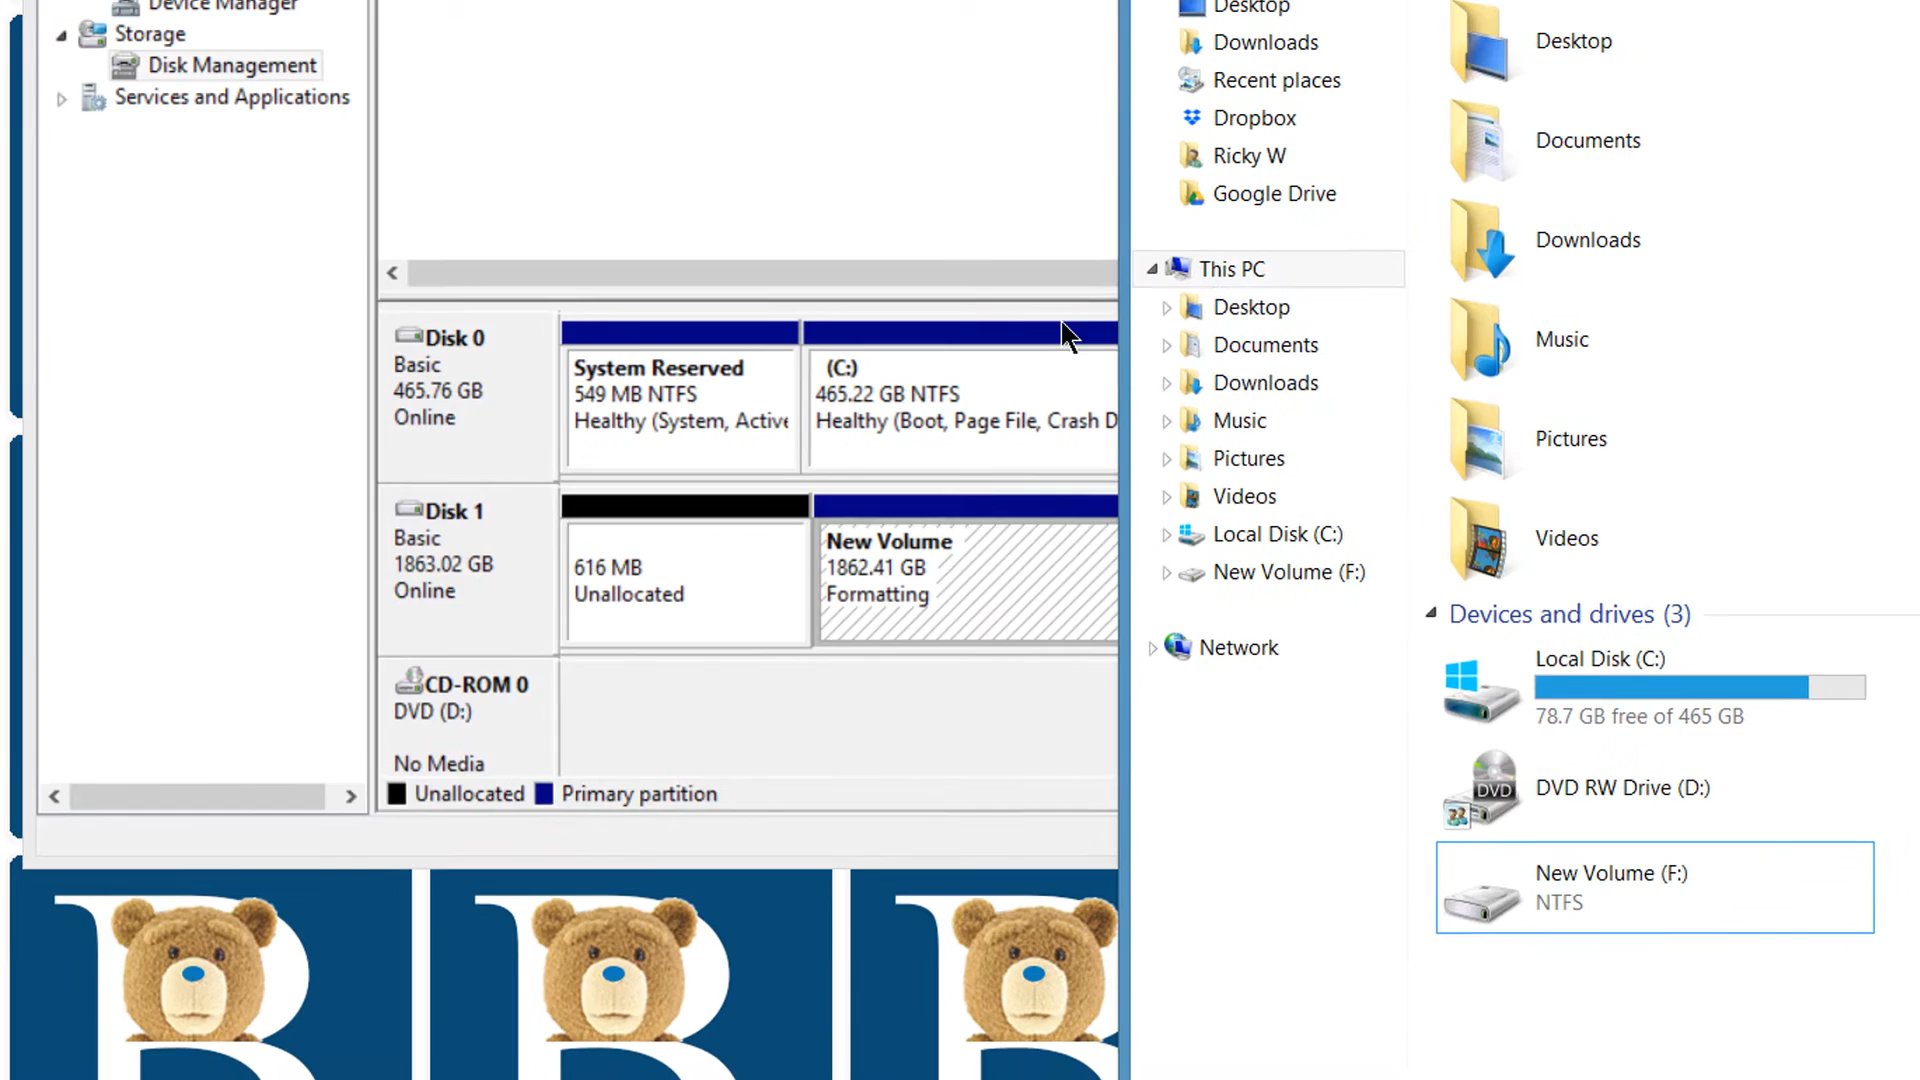 Device Manager
Storage
Disk Management
Services and Applications
Disk 0
Basic
465.76 GB
Online
System Reserved
549 MB NTFS
Healthy (System, Active
(C:)
465.22 GB NTFS
Healthy (Boot, Page File, Crash D
Disk 1
Basic
1863.02 GB
Online
616 MB
Unallocated
New Volume
1862.41 GB
Formatting
CD-ROM 0
DVD (D:)
No Media
Unallocated
Primary partition
Desktop
Downloads
Recent places
Dropbox
Ricky W
Google Drive
This PC
Desktop
Documents
Downloads
Music
Pictures
Videos
Local Disk (C:)
New Volume (F:)
Network
Desktop
Documents
Downloads
Music
Pictures
Videos
Devices and drives (3)
Local Disk (C:)
78.7 GB free of 465 GB
DVD
DVD RW Drive (D:)
New Volume (F:)
NTFS
B
B
B